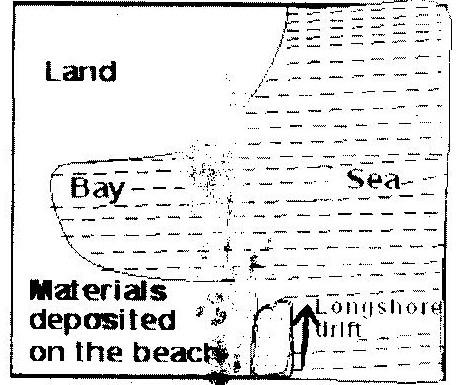 Land
Bay
Sea
Materials
deposited
on the beach
Longshore
drift